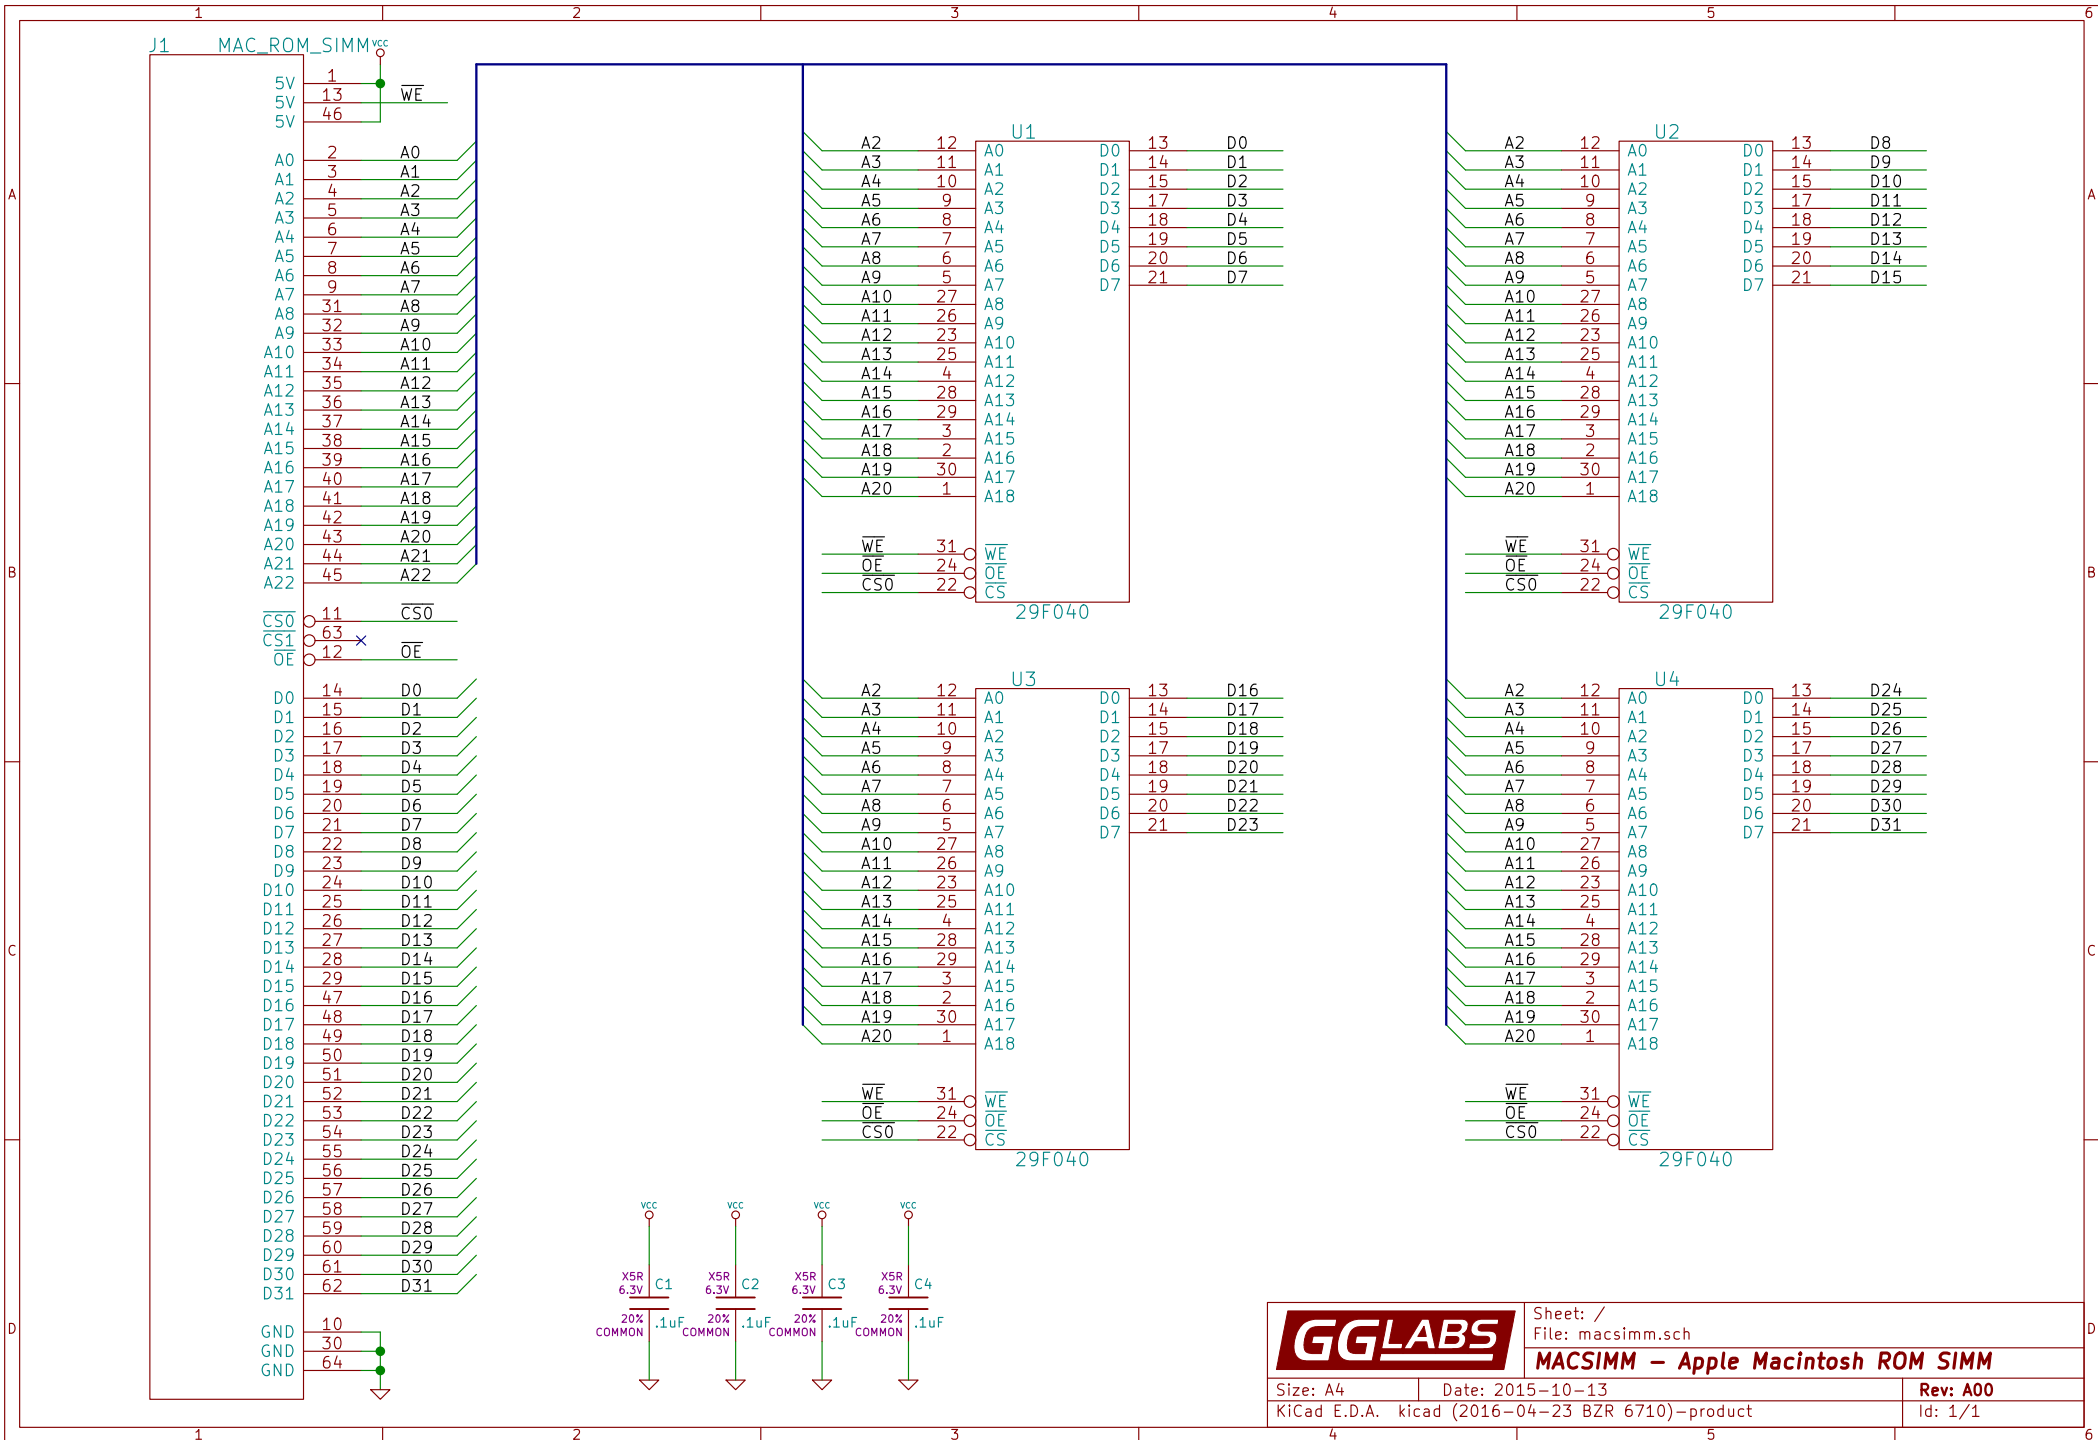 1 2 3 4 5 6
A
B
C
D
J1 MAC_ROM_SIMM
VCC
5V 1
5V 13 WE
5V 46
A0 2 A0
A1 3 A1
A2 4 A2
A3 5 A3
A4 6 A4
A5 7 A5
A6 8 A6
A7 9 A7
A8 31 A8
A9 32 A9
A10 33 A10
A11 34 A11
A12 35 A12
A13 36 A13
A14 37 A14
A15 38 A15
A16 39 A16
A17 40 A17
A18 41 A18
A19 42 A19
A20 43 A20
A21 44 A21
A22 45 A22
CS0 11 CS0
CS1 63
OE 12 OE
D0 14 D0
D1 15 D1
D2 16 D2
D3 17 D3
D4 18 D4
D5 19 D5
D6 20 D6
D7 21 D7
D8 22 D8
D9 23 D9
D10 24 D10
D11 25 D11
D12 26 D12
D13 27 D13
D14 28 D14
D15 29 D15
D16 47 D16
D17 48 D17
D18 49 D18
D19 50 D19
D20 51 D20
D21 52 D21
D22 53 D22
D23 54 D23
D24 55 D24
D25 56 D25
D26 57 D26
D27 58 D27
D28 59 D28
D29 60 D29
D30 61 D30
D31 62 D31
GND 10
GND 30
GND 64
U1
A2 12 A0 D0 13 D0
A3 11 A1 D1 14 D1
A4 10 A2 D2 15 D2
A5 9 A3 D3 17 D3
A6 8 A4 D4 18 D4
A7 7 A5 D5 19 D5
A8 6 A6 D6 20 D6
A9 5 A7 D7 21 D7
A10 27 A8
A11 26 A9
A12 23 A10
A13 25 A11
A14 4 A12
A15 28 A13
A16 29 A14
A17 3 A15
A18 2 A16
A19 30 A17
A20 1 A18
WE 31 WE
OE 24 OE
CS0 22 CS
29F040
U2
A2 12 A0 D0 13 D8
A3 11 A1 D1 14 D9
A4 10 A2 D2 15 D10
A5 9 A3 D3 17 D11
A6 8 A4 D4 18 D12
A7 7 A5 D5 19 D13
A8 6 A6 D6 20 D14
A9 5 A7 D7 21 D15
A10 27 A8
A11 26 A9
A12 23 A10
A13 25 A11
A14 4 A12
A15 28 A13
A16 29 A14
A17 3 A15
A18 2 A16
A19 30 A17
A20 1 A18
WE 31 WE
OE 24 OE
CS0 22 CS
29F040
U3
A2 12 A0 D0 13 D16
A3 11 A1 D1 14 D17
A4 10 A2 D2 15 D18
A5 9 A3 D3 17 D19
A6 8 A4 D4 18 D20
A7 7 A5 D5 19 D21
A8 6 A6 D6 20 D22
A9 5 A7 D7 21 D23
A10 27 A8
A11 26 A9
A12 23 A10
A13 25 A11
A14 4 A12
A15 28 A13
A16 29 A14
A17 3 A15
A18 2 A16
A19 30 A17
A20 1 A18
WE 31 WE
OE 24 OE
CS0 22 CS
29F040
U4
A2 12 A0 D0 13 D24
A3 11 A1 D1 14 D25
A4 10 A2 D2 15 D26
A5 9 A3 D3 17 D27
A6 8 A4 D4 18 D28
A7 7 A5 D5 19 D29
A8 6 A6 D6 20 D30
A9 5 A7 D7 21 D31
A10 27 A8
A11 26 A9
A12 23 A10
A13 25 A11
A14 4 A12
A15 28 A13
A16 29 A14
A17 3 A15
A18 2 A16
A19 30 A17
A20 1 A18
WE 31 WE
OE 24 OE
CS0 22 CS
29F040
VCC VCC VCC VCC
X5R X5R X5R X5R
6.3V C1 6.3V C2 6.3V C3 6.3V C4
20% .1uF 20% .1uF 20% .1uF 20% .1uF
COMMON COMMON COMMON COMMON
A
B
C
D
GGLABS
Sheet: /
File: macsimm.sch
MACSIMM – Apple Macintosh ROM SIMM
Size: A4 Date: 2015-10-13 Rev: A00
KiCad E.D.A. kicad (2016-04-23 BZR 6710)-product Id: 1/1
1 2 3 4 5 6